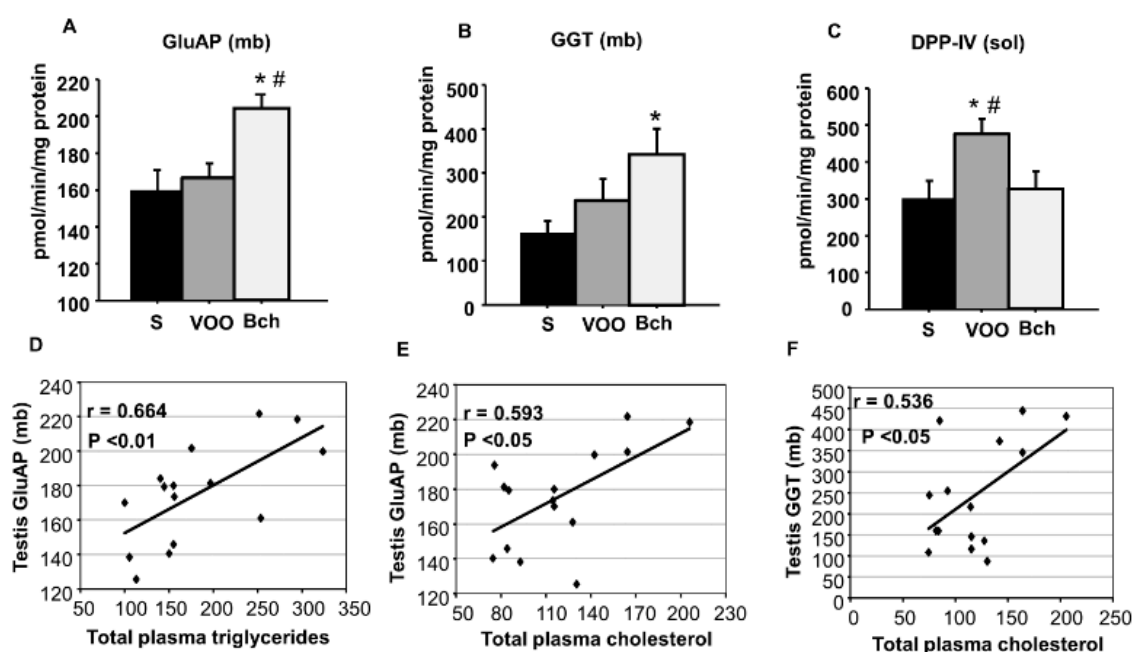 A
GluAP (mb)
pmol/min/mg protein
220
200
180
160
140
120
100
* #
S VOO Bch
B
GGT (mb)
pmol/min/mg protein
500
400
300
200
100
0
*
S VOO Bch
C
DPP-IV (sol)
pmol/min/mg protein
600
500
400
300
300
100
0
* #
S VOO Bch
D
Testis GluAP (mb)
240
220
200
180
160
140
120
r = 0.664
P <0.01
50 100 150 200 250 300 350
Total plasma triglycerides
E
Testis GluAP (mb)
240
220
200
180
160
140
120
r = 0.593
P <0.05
50 80 110 140 170 200 230
Total plasma cholesterol
F
Testis GGT (mb)
500
450
400
350
300
250
200
150
100
50
0
r = 0.536
P <0.05
0 50 100 150 200 250
Total plasma cholesterol